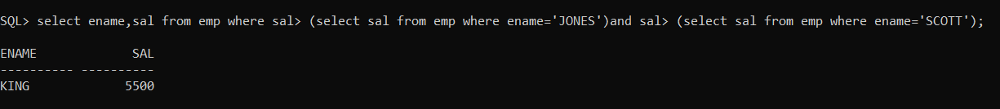 SQL> select ename,sal from emp where sal> (select sal from emp where ename='JONES')and sal> (select sal from emp where ename='SCOTT');
ENAME             SAL
---------- ----------
KING             5500